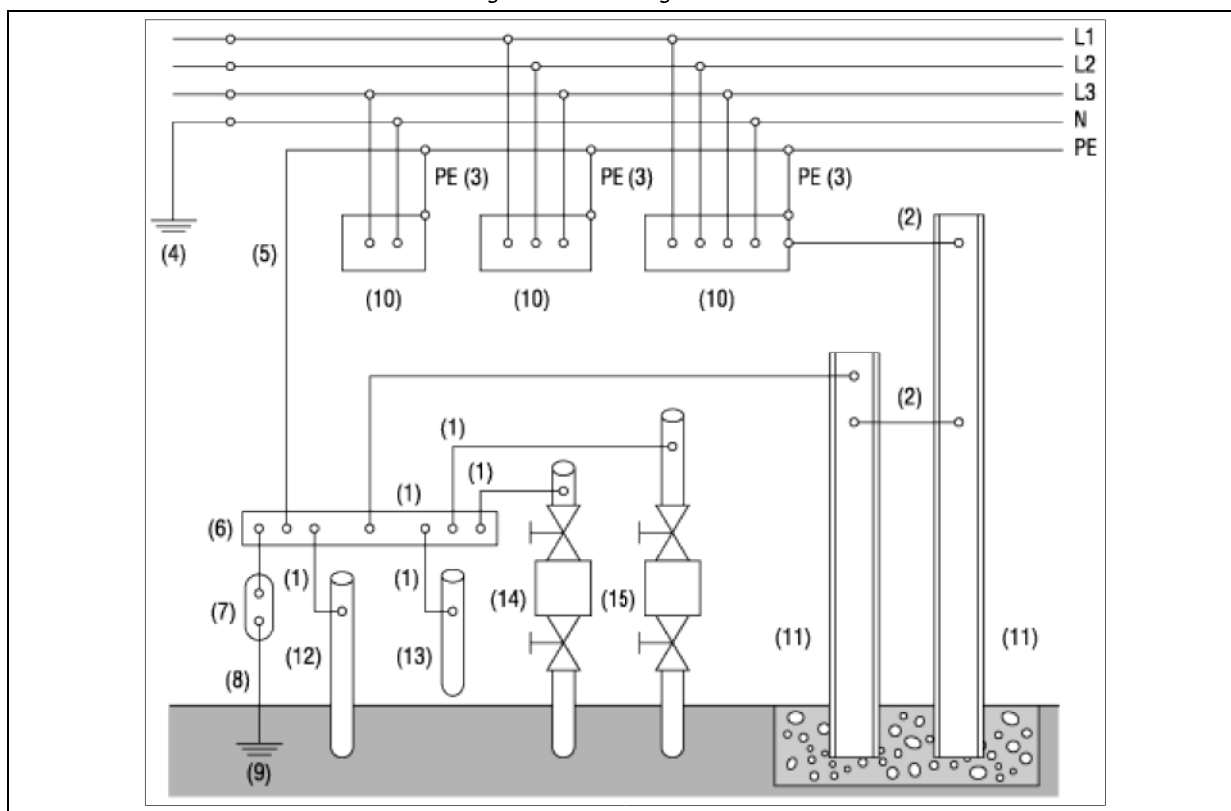 L1
L2
L3
N
PE
PE (3) PE (3) PE (3)
(2)
(4) (5)
(10) (10) (10)
(2)
(1)
(1)
(1)
(6)
(1) (1)
(7) (14) (15)
(12) (13) (11) (11)
(8)
(9)